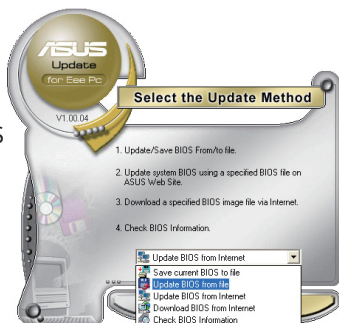 ASUS
Update
for Eee Pc
V1.00.04
Select the Update Method
S
1. Update/Save BIOS From/to file.
2. Update system BIOS using a specified BIOS file on
ASUS Web Site.
3. Download a specified BIOS image file via Internet.
4. Check BIOS Information.
Update BIOS from Internet
Save current BIOS to file
Update BIOS from file
Update BIOS from Internet
Download BIOS from Internet
Check BIOS Information